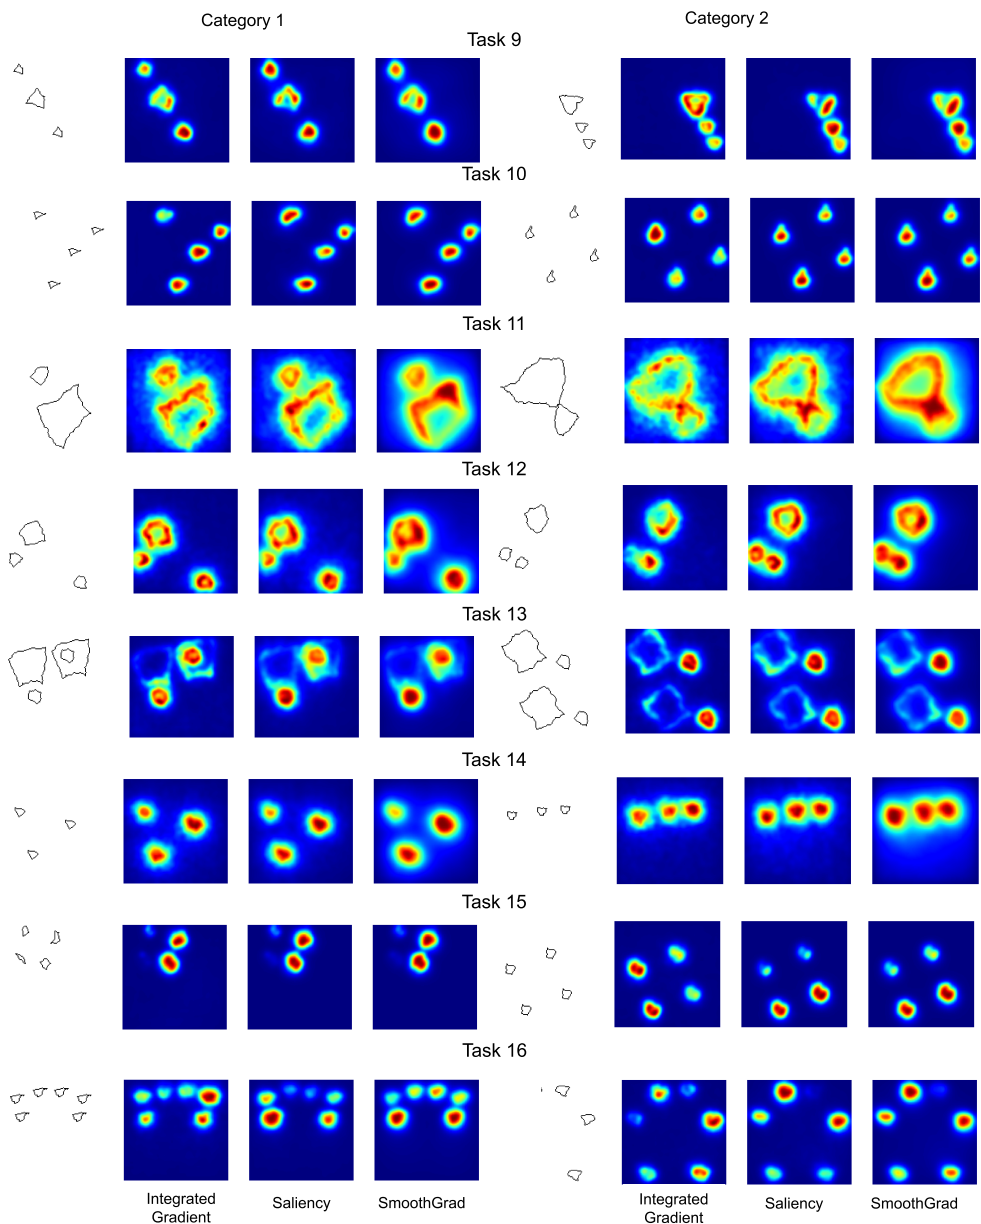 Category 1
Category 2
Task 9
Task 10
Task 11
Task 12
Task 13
Task 14
Task 15
Task 16
Integrated
Gradient
Saliency
SmoothGrad
Integrated
Gradient
Saliency
SmoothGrad